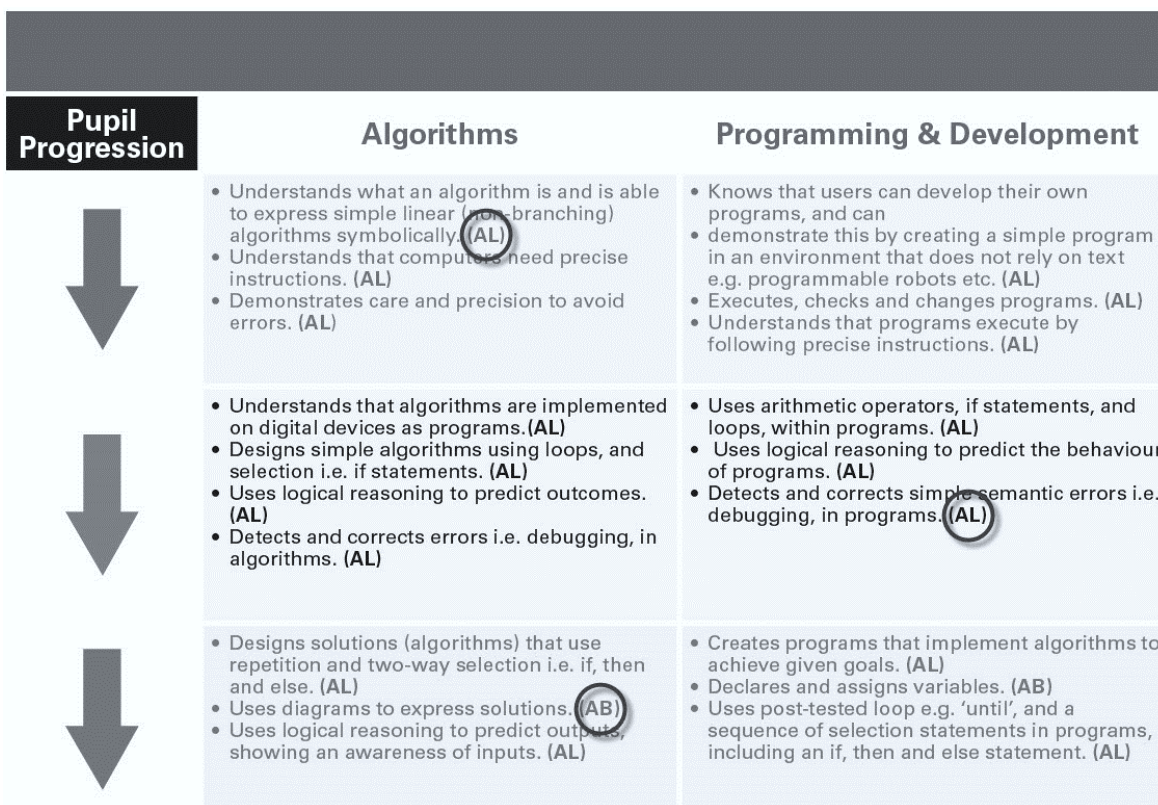 Pupil
Progression
Algorithms
Programming & Development
• Understands what an algorithm is and is able
to express simple linear (non-branching)
algorithms symbolically. (AL)
• Understands that computers need precise
instructions. (AL)
• Demonstrates care and precision to avoid
errors. (AL)
• Knows that users can develop their own
programs, and can
• demonstrate this by creating a simple program
in an environment that does not rely on text
e.g. programmable robots etc. (AL)
• Executes, checks and changes programs. (AL)
• Understands that programs execute by
following precise instructions. (AL)
• Understands that algorithms are implemented
on digital devices as programs.(AL)
• Designs simple algorithms using loops, and
selection i.e. if statements. (AL)
• Uses logical reasoning to predict outcomes.
(AL)
• Detects and corrects errors i.e. debugging, in
algorithms. (AL)
• Uses arithmetic operators, if statements, and
loops, within programs. (AL)
• Uses logical reasoning to predict the behaviour
of programs. (AL)
• Detects and corrects simple semantic errors i.e.
debugging, in programs. (AL)
• Designs solutions (algorithms) that use
repetition and two-way selection i.e. if, then
and else. (AL)
• Uses diagrams to express solutions. (AB)
• Uses logical reasoning to predict outputs,
showing an awareness of inputs. (AL)
• Creates programs that implement algorithms to
achieve given goals. (AL)
• Declares and assigns variables. (AB)
• Uses post-tested loop e.g. ‘until’, and a
sequence of selection statements in programs,
including an if, then and else statement. (AL)